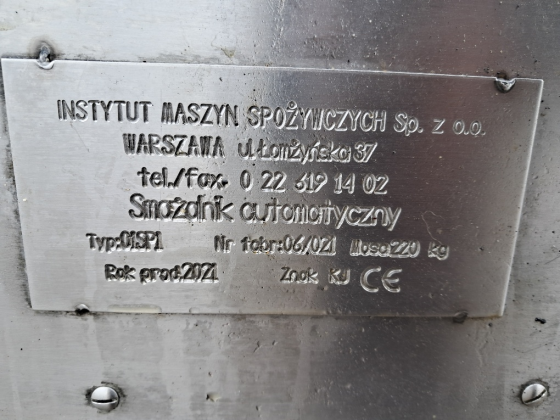 INSTYTUT MASZYN SPOŻYWCZYCH Sp. z o.o.
WARSZAWA ul.Łomżyńska 37
tel./fax. 0 22 619 14 02
Smażalnik automatyczny
Typ:01SP1 Nr fabr:06/021 Masa:220 kg
Rok prod:2021 Znak KJ CE